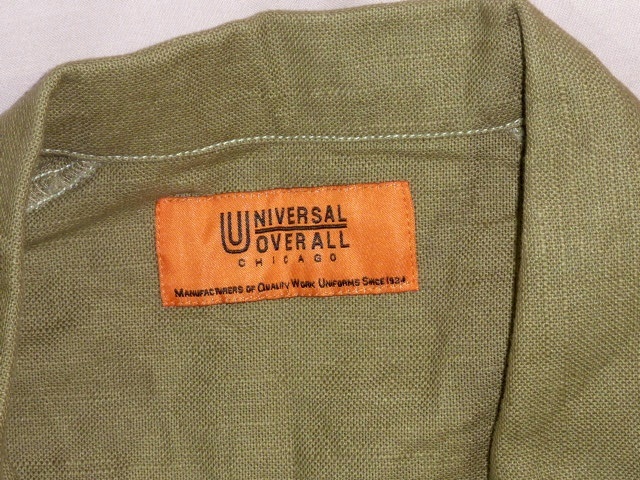 UNIVERSAL
OVERALL
CHICAGO
MANUFACTURERS OF QUALITY WORK UNIFORMS SINCE 1924